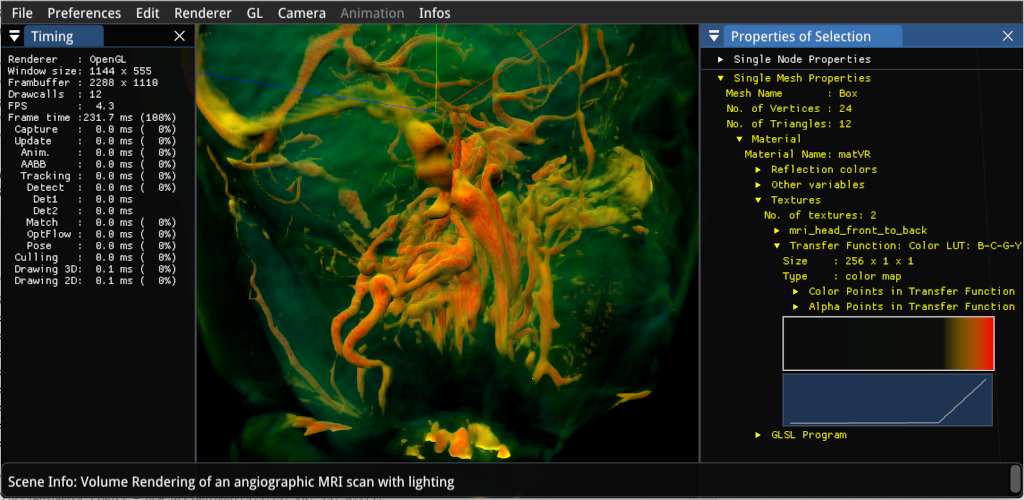 File Preferences Edit Renderer GL Camera Animation Infos
Timing
Renderer : OpenGL
Window size: 1144 x 555
Frambuffer : 2288 x 1110
Drawcalls : 12
FPS : 4.3
Frame time :231.7 ms (100%)
Capture : 0.0 ms ( 0%)
Update : 0.0 ms ( 0%)
Anim. : 0.0 ms ( 0%)
AABB : 0.0 ms ( 0%)
Tracking : 0.0 ms ( 0%)
Detect : 0.0 ms ( 0%)
Det1 : 0.0 ms
Det2 : 0.0 ms
Match : 0.0 ms ( 0%)
OptFlow : 0.0 ms ( 0%)
Pose : 0.0 ms ( 0%)
Culling : 0.0 ms ( 0%)
Drawing 3D: 0.1 ms ( 0%)
Drawing 2D: 0.1 ms ( 0%)
Properties of Selection
Single Node Properties
Single Mesh Properties
Mesh Name : Box
No. of Vertices : 24
No. of Triangles: 12
Material
Material Name: matVR
Reflection colors
Other variables
Textures
No. of textures: 2
mri_head_front_to_back
Transfer Function: Color LUT: B-C-G-Y
Size : 256 x 1 x 1
Type : color map
Color Points in Transfer Function
Alpha Points in Transfer Function
GLSL Program
Scene Info: Volume Rendering of an angiographic MRI scan with lighting